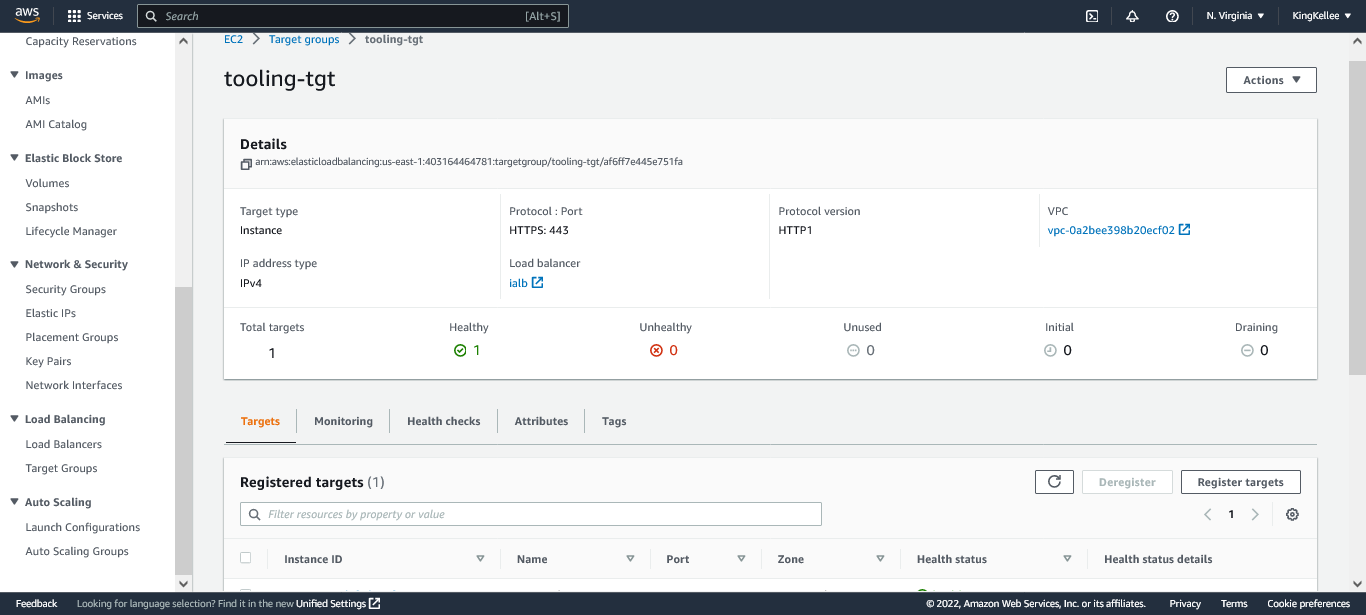 aws Services Search [Alt+S] N. Virginia KingKellee
Capacity Reservations
Images
AMIs
AMI Catalog
Elastic Block Store
Volumes
Snapshots
Lifecycle Manager
Network & Security
Security Groups
Elastic IPs
Placement Groups
Key Pairs
Network Interfaces
Load Balancing
Load Balancers
Target Groups
Auto Scaling
Launch Configurations
Auto Scaling Groups
EC2 Target groups tooling-tgt
tooling-tgt
Actions
Details
arn:aws:elasticloadbalancing:us-east-1:403164464781:targetgroup/tooling-tgt/af6ff7e445e751fa
Target type Protocol : Port Protocol version VPC
Instance HTTPS: 443 HTTP1 vpc-0a2bee398b20ecf02
IP address type Load balancer
IPv4 ialb
Total targets Healthy Unhealthy Unused Initial Draining
1 1 0 0 0 0
Targets Monitoring Health checks Attributes Tags
Registered targets (1) Deregister Register targets
Filter resources by property or value 1
Instance ID Name Port Zone Health status Health status details
Feedback Looking for language selection? Find it in the new Unified Settings © 2022, Amazon Web Services, Inc. or its affiliates. Privacy Terms Cookie preferences